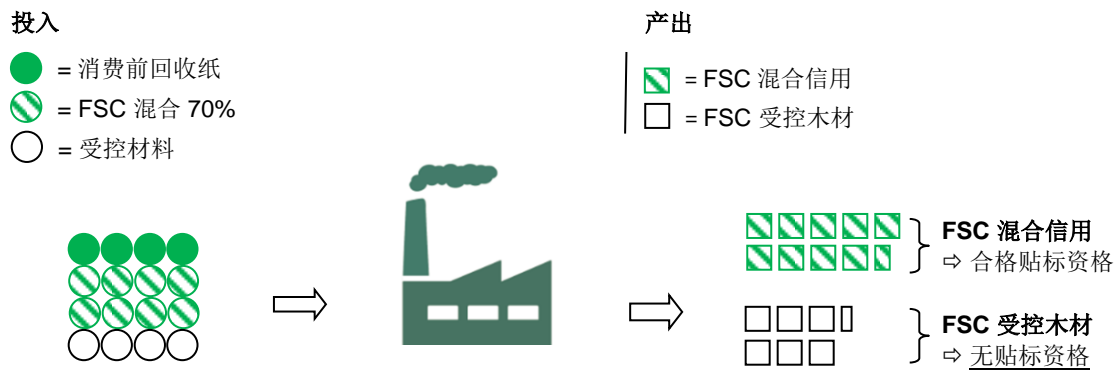 投入
= 消费前回收纸
= FSC 混合 70%
= 受控材料
产出
= FSC 混合信用
= FSC 受控木材
FSC 混合信用
⇨ 合格贴标资格
FSC 受控木材
⇨ 无贴标资格